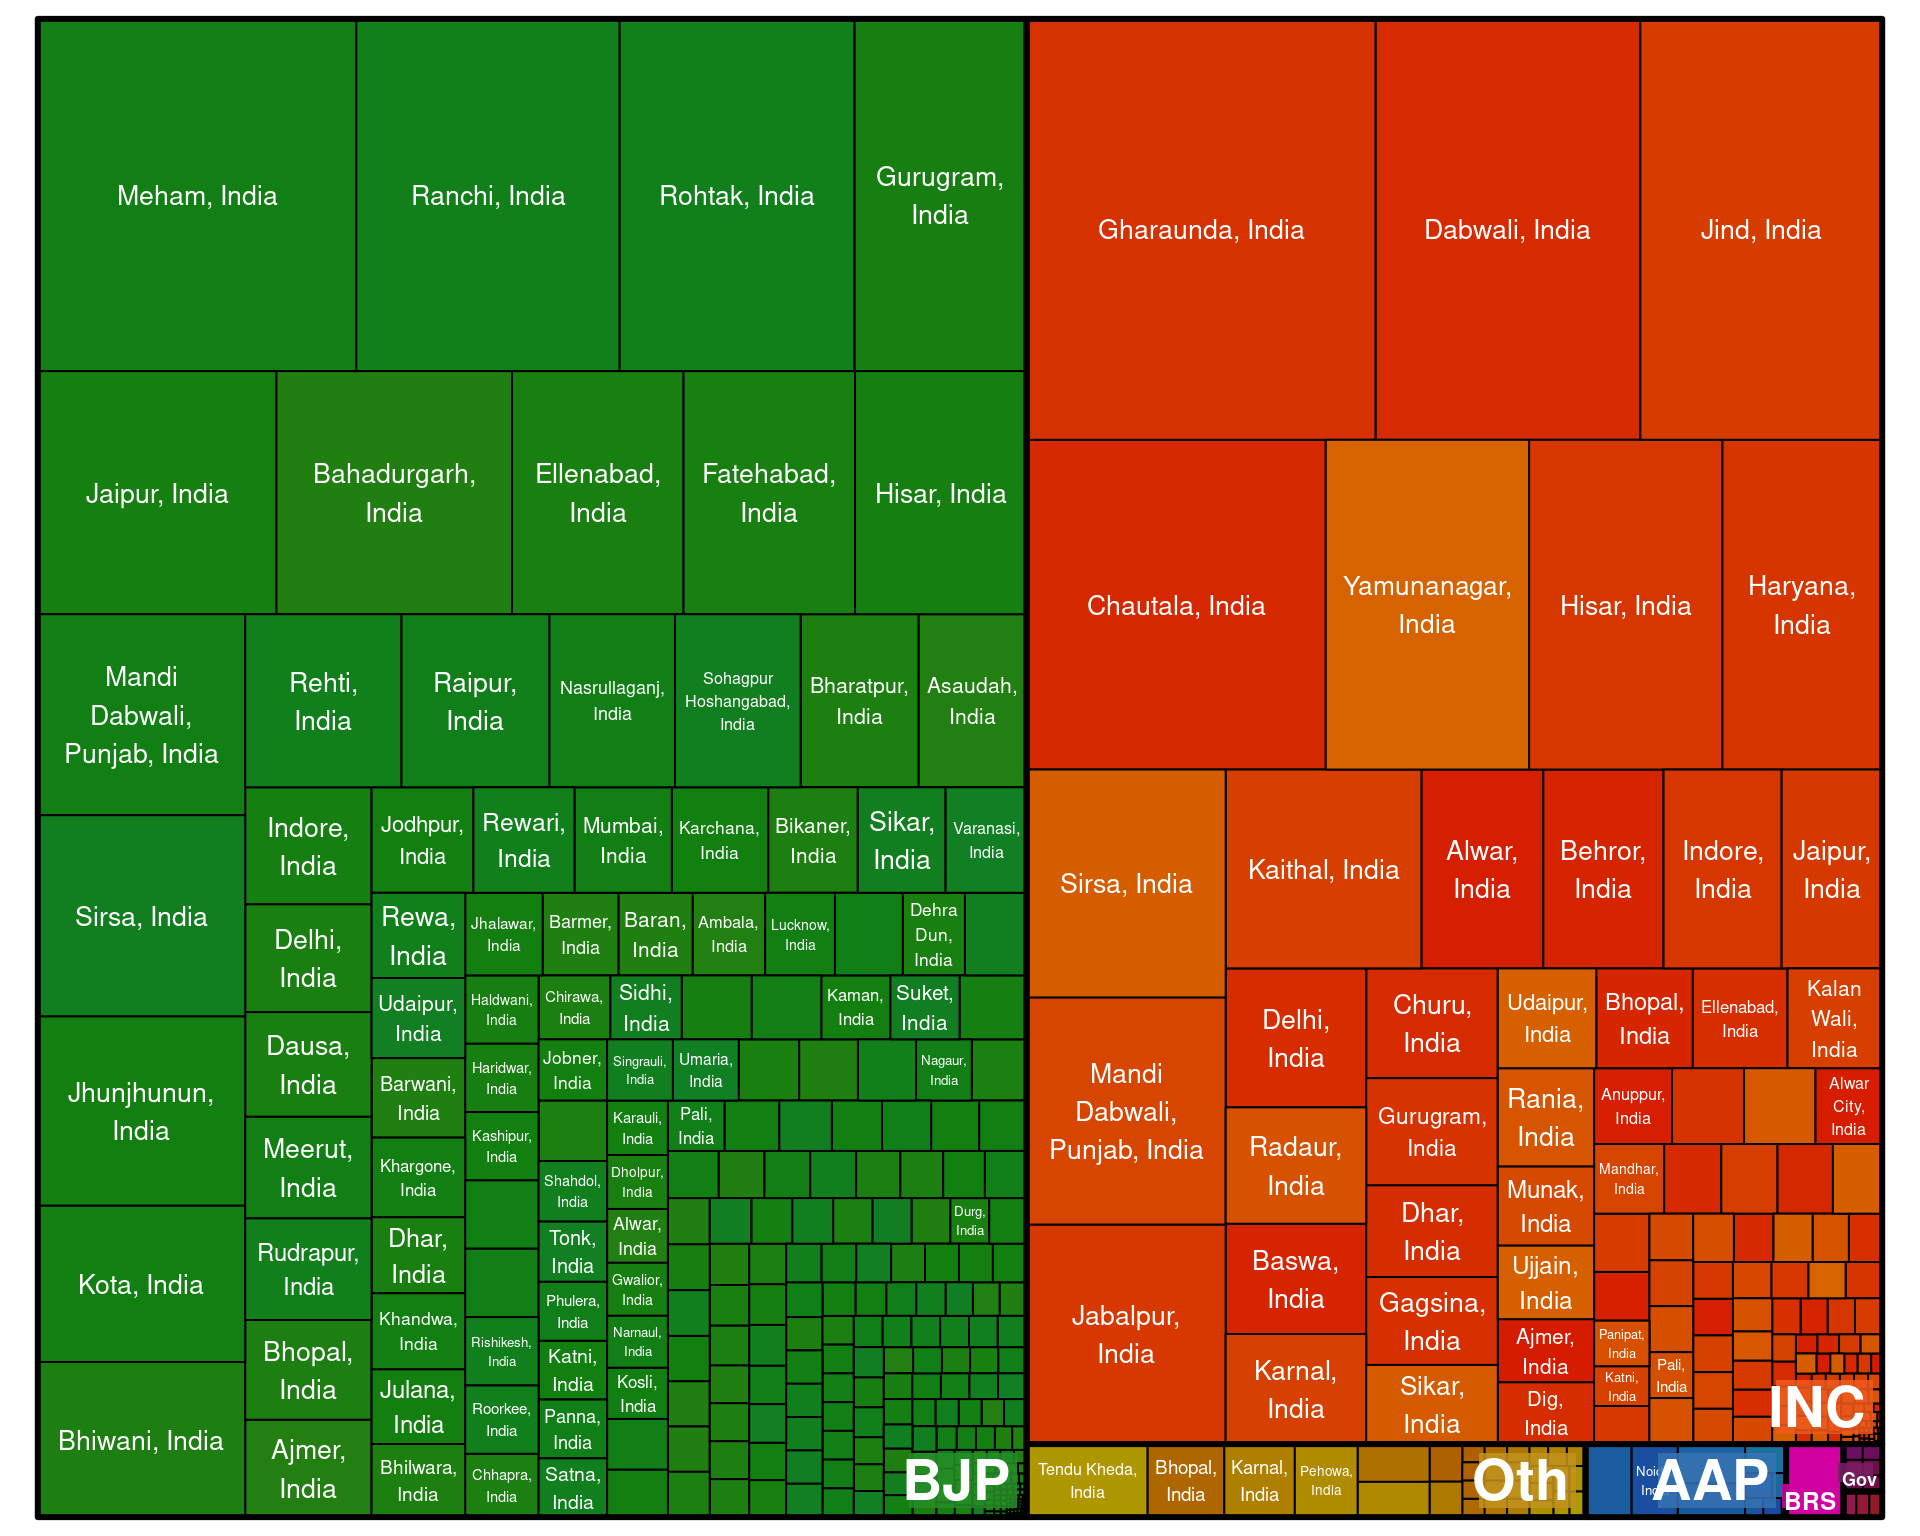 Meham, India
Ranchi, India
Rohtak, India
Gurugram,
India
Jaipur, India
Bahadurgarh,
India
Ellenabad,
India
Fatehabad,
India
Hisar, India
Mandi
Dabwali,
Punjab, India
Rehti,
India
Raipur,
India
Nasrullaganj,
India
Sohagpur
Hoshangabad,
India
Bharatpur,
India
Asaudah,
India
Sirsa, India
Jhunjhunun,
India
Kota, India
Bhiwani, India
Indore,
India
Delhi,
India
Dausa,
India
Meerut,
India
Rudrapur,
India
Bhopal,
India
Ajmer,
India
Jodhpur,
India
Rewari,
India
Mumbai,
India
Karchana,
India
Bikaner,
India
Sikar,
India
Varanasi,
India
Rewa,
India
Udaipur,
India
Barwani,
India
Khargone,
India
Dhar,
India
Khandwa,
India
Julana,
India
Bhilwara,
India
Jhalawar,
India
Barmer,
India
Baran,
India
Ambala,
India
Lucknow,
India
Dehra
Dun,
India
Haldwani,
India
Haridwar,
India
Kashipur,
India
Rishikesh,
India
Roorkee,
India
Chhapra,
India
Chirawa,
India
Sidhi,
India
Kaman,
India
Suket,
India
Jobner,
India
Singrauli,
India
Umaria,
India
Nagaur,
India
Shahdol,
India
Tonk,
India
Phulera,
India
Katni,
India
Panna,
India
Satna,
India
Karauli,
India
Dholpur,
India
Alwar,
India
Gwalior,
India
Narnaul,
India
Kosli,
India
Pali,
India
Durg,
India
BJP
Gharaunda, India
Dabwali, India
Jind, India
Chautala, India
Yamunanagar,
India
Hisar, India
Haryana,
India
Sirsa, India
Mandi
Dabwali,
Punjab, India
Jabalpur,
India
Kaithal, India
Alwar,
India
Behror,
India
Indore,
India
Jaipur,
India
Delhi,
India
Radaur,
India
Baswa,
India
Karnal,
India
Churu,
India
Gurugram,
India
Dhar,
India
Gagsina,
India
Sikar,
India
Udaipur,
India
Bhopal,
India
Ellenabad,
India
Kalan
Wali,
India
Rania,
India
Munak,
India
Ujjain,
India
Ajmer,
India
Dig,
India
Anuppur,
India
Alwar
City,
India
Mandhar,
India
Panipat,
India
Katni,
India
Pali,
India
INC
Tendu Kheda,
India
Bhopal,
India
Karnal,
India
Pehowa,
India
Oth
AAP
BRS
Gov